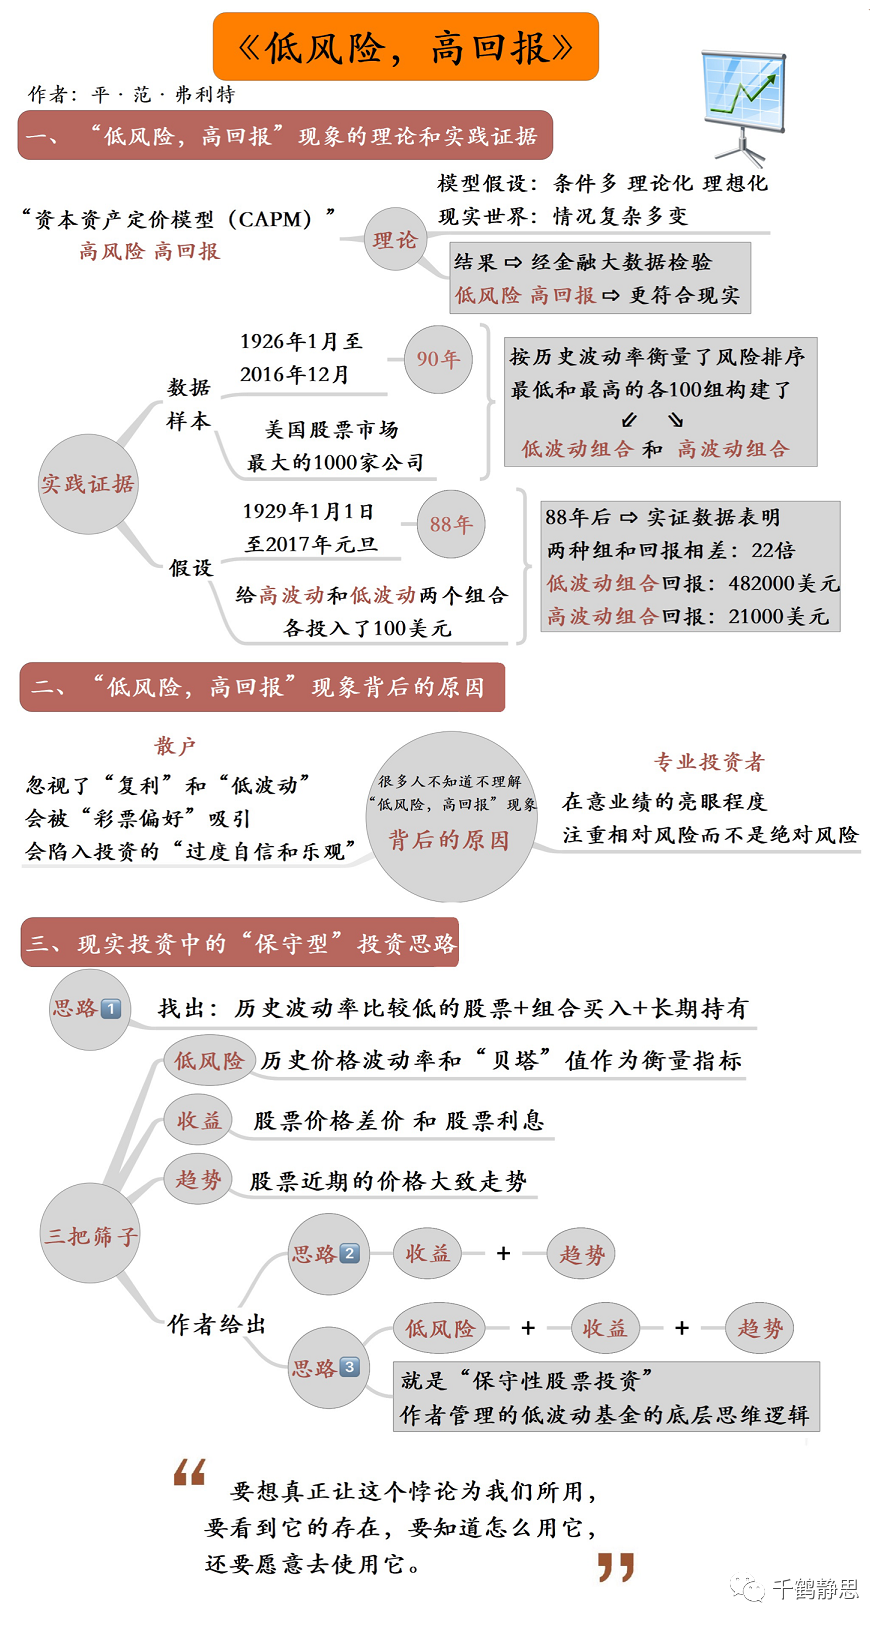 《低风险，高回报》
作者：平·范·弗利特
一、“低风险，高回报”现象的理论和实践证据
“资本资产定价模型（CAPM）”
高风险 高回报
理论
模型假设：条件多 理论化 理想化
现实世界：情况复杂多变
结果 ⇨ 经金融大数据检验
低风险 高回报 ⇨ 更符合现实
实践证据
数据
样本
1926年1月至
2016年12月
90年
美国股票市场
最大的1000家公司
按历史波动率衡量了风险排序
最低和最高的各100组构建了
⇙ ⇘
低波动组合 和 高波动组合
假设
1929年1月1日
至2017年元旦
88年
给高波动和低波动两个组合
各投入了100美元
88年后 ⇨ 实证数据表明
两种组和回报相差：22倍
低波动组合回报：482000美元
高波动组合回报：21000美元
二、“低风险，高回报”现象背后的原因
散户
忽视了“复利”和“低波动”
会被“彩票偏好”吸引
会陷入投资的“过度自信和乐观”
很多人不知道不理解
“低风险，高回报”现象
背后的原因
专业投资者
在意业绩的亮眼程度
注重相对风险而不是绝对风险
三、现实投资中的“保守型”投资思路
思路1
找出：历史波动率比较低的股票+组合买入+长期持有
三把筛子
低风险
历史价格波动率和“贝塔”值作为衡量指标
收益
股票价格差价 和 股票利息
趋势
股票近期的价格大致走势
作者给出
思路2
收益 + 趋势
思路3
低风险 + 收益 + 趋势
就是“保守性股票投资”
作者管理的低波动基金的底层思维逻辑
“
要想真正让这个悖论为我们所用，
要看到它的存在，要知道怎么用它，
还要愿意去使用它。
”
千鹤静思